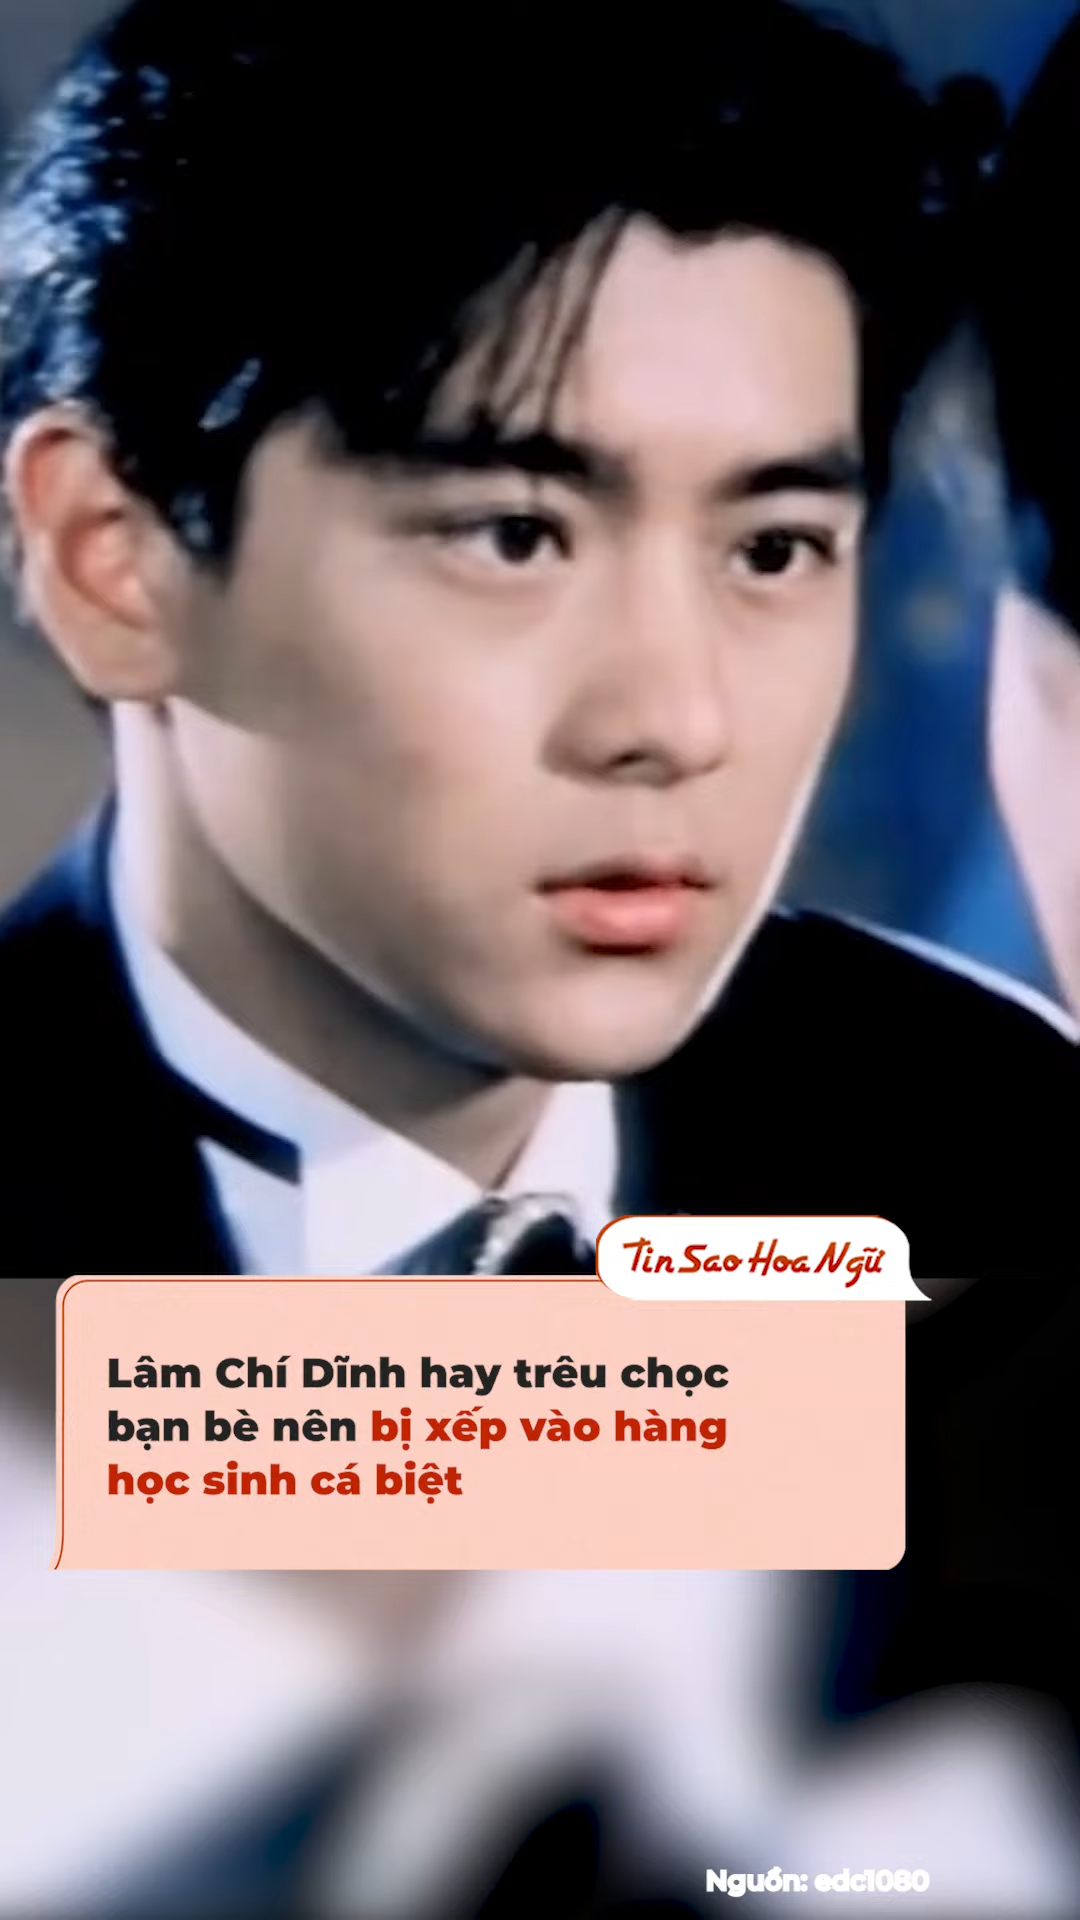 Tin Sao Hoa Ngữ
Lâm Chí Dĩnh hay trêu chọc
bạn bè nên bị xếp vào hàng
học sinh cá biệt
Nguồn: edc1080